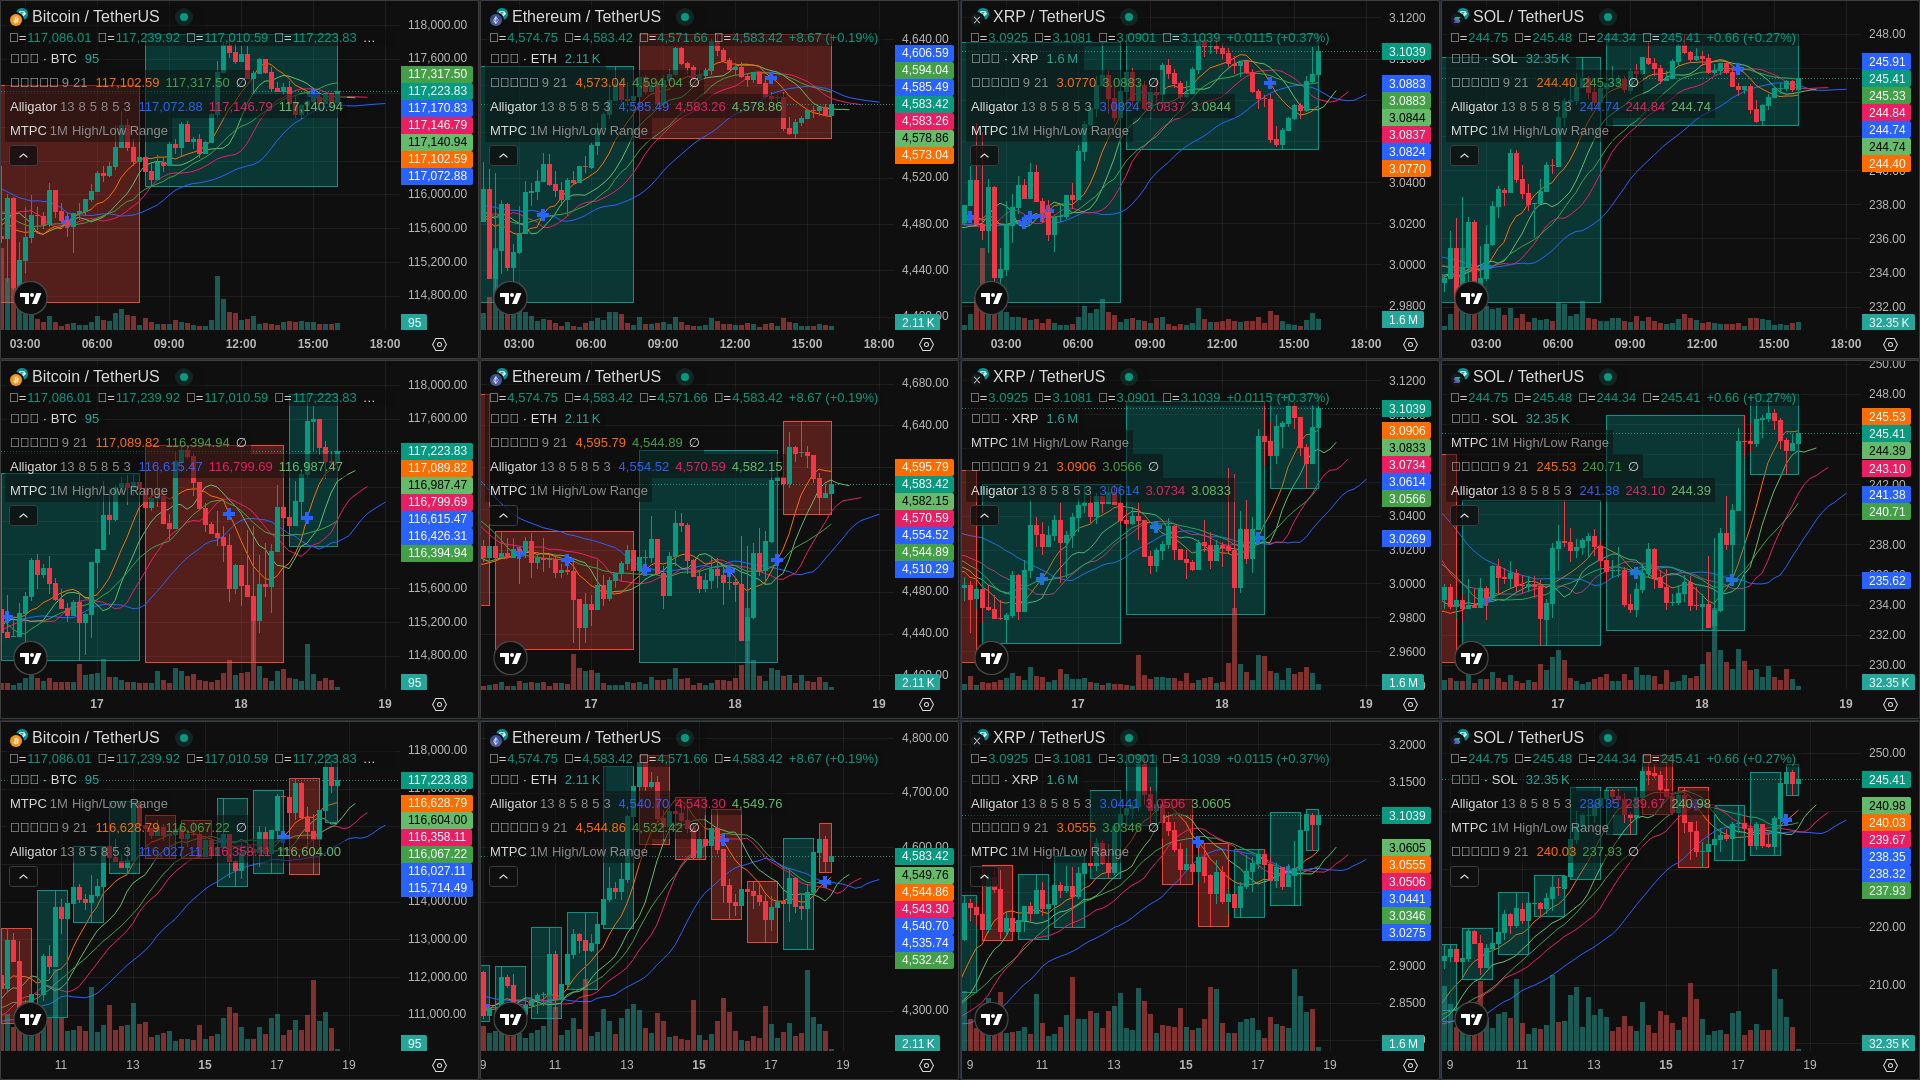 Bitcoin / TetherUS
=117,086.01 =117,239.92 =117,010.59 =117,223.83 ...
· BTC 95
9 21 117,102.59 117,317.50 ∅
Alligator 13 8 5 8 5 3 117,072.88 117,146.79 117,140.94
MTPC 1M High/Low Range
118,000.00
117,600.00
117,317.50
117,223.83
117,170.83
117,146.79
117,140.94
117,102.59
117,072.88
116,000.00
115,600.00
115,200.00
114,800.00
95
03:00 06:00 09:00 12:00 15:00 18:00
Ethereum / TetherUS
=4,574.75 =4,583.42 =4,571.66 =4,583.42 +8.67 (+0.19%)
· ETH 2.11 K
9 21 4,573.04 4,594.04 ∅
Alligator 13 8 5 8 5 3 4,585.49 4,583.26 4,578.86
MTPC 1M High/Low Range
4,640.00
4,606.59
4,594.04
4,585.49
4,583.42
4,583.26
4,578.86
4,573.04
4,520.00
4,480.00
4,440.00
2.11 K
03:00 06:00 09:00 12:00 15:00 18:00
XRP / TetherUS
=3.0925 =3.1081 =3.0901 =3.1039 +0.0115 (+0.37%)
· XRP 1.6 M
9 21 3.0770 3.0883 ∅
Alligator 13 8 5 8 5 3 3.0824 3.0837 3.0844
MTPC 1M High/Low Range
3.1200
3.1039
3.0883
3.0883
3.0844
3.0837
3.0824
3.0770
3.0400
3.0200
3.0000
2.9800
1.6 M
03:00 06:00 09:00 12:00 15:00 18:00
SOL / TetherUS
=244.75 =245.48 =244.34 =245.41 +0.66 (+0.27%)
· SOL 32.35 K
9 21 244.40 245.33 ∅
Alligator 13 8 5 8 5 3 244.74 244.84 244.74
MTPC 1M High/Low Range
248.00
245.91
245.41
245.33
244.84
244.74
244.74
244.40
238.00
236.00
234.00
232.00
32.35 K
03:00 06:00 09:00 12:00 15:00 18:00
Bitcoin / TetherUS
=117,086.01 =117,239.92 =117,010.59 =117,223.83 ...
· BTC 95
9 21 117,089.82 116,394.94 ∅
Alligator 13 8 5 8 5 3 116,615.47 116,799.69 116,987.47
MTPC 1M High/Low Range
118,000.00
117,600.00
117,223.83
117,089.82
116,987.47
116,799.69
116,615.47
116,426.31
116,394.94
115,600.00
115,200.00
114,800.00
95
17 18 19
Ethereum / TetherUS
=4,574.75 =4,583.42 =4,571.66 =4,583.42 +8.67 (+0.19%)
· ETH 2.11 K
9 21 4,595.79 4,544.89 ∅
Alligator 13 8 5 8 5 3 4,554.52 4,570.59 4,582.15
MTPC 1M High/Low Range
4,680.00
4,640.00
4,595.79
4,583.42
4,582.15
4,570.59
4,554.52
4,544.89
4,510.29
4,480.00
4,440.00
2.11 K
17 18 19
XRP / TetherUS
=3.0925 =3.1081 =3.0901 =3.1039 +0.0115 (+0.37%)
· XRP 1.6 M
MTPC 1M High/Low Range
9 21 3.0906 3.0566 ∅
Alligator 13 8 5 8 5 3 3.0614 3.0734 3.0833
3.1200
3.1039
3.0906
3.0833
3.0734
3.0614
3.0566
3.0400
3.0269
3.0200
3.0000
2.9800
2.9600
1.6 M
17 18 19
SOL / TetherUS
=244.75 =245.48 =244.34 =245.41 +0.66 (+0.27%)
· SOL 32.35 K
MTPC 1M High/Low Range
9 21 245.53 240.71 ∅
Alligator 13 8 5 8 5 3 241.38 243.10 244.39
250.00
248.00
245.53
245.41
244.39
243.10
242.00
241.38
240.71
238.00
235.62
234.00
232.00
230.00
32.35 K
17 18 19
Bitcoin / TetherUS
=117,086.01 =117,239.92 =117,010.59 =117,223.83 ...
· BTC 95
MTPC 1M High/Low Range
9 21 116,628.79 116,067.22 ∅
Alligator 13 8 5 8 5 3 116,027.11 116,358.11 116,604.00
118,000.00
117,223.83
116,628.79
116,604.00
116,358.11
116,067.22
116,027.11
115,714.49
114,000.00
113,000.00
112,000.00
111,000.00
95
11 13 15 17 19
Ethereum / TetherUS
=4,574.75 =4,583.42 =4,571.66 =4,583.42 +8.67 (+0.19%)
· ETH 2.11 K
Alligator 13 8 5 8 5 3 4,540.70 4,543.30 4,549.76
9 21 4,544.86 4,532.42 ∅
MTPC 1M High/Low Range
4,800.00
4,700.00
4,600.00
4,583.42
4,549.76
4,544.86
4,543.30
4,540.70
4,535.74
4,532.42
4,300.00
2.11 K
9 11 13 15 17 19
XRP / TetherUS
=3.0925 =3.1081 =3.0901 =3.1039 +0.0115 (+0.37%)
· XRP 1.6 M
Alligator 13 8 5 8 5 3 3.0441 3.0506 3.0605
9 21 3.0555 3.0346 ∅
MTPC 1M High/Low Range
3.2000
3.1500
3.1039
3.0605
3.0555
3.0506
3.0441
3.0346
3.0275
2.9000
2.8500
1.6 M
9 11 13 15 17 19
SOL / TetherUS
=244.75 =245.48 =244.34 =245.41 +0.66 (+0.27%)
· SOL 32.35 K
Alligator 13 8 5 8 5 3 238.35 239.67 240.98
MTPC 1M High/Low Range
9 21 240.03 237.93 ∅
250.00
245.41
240.98
240.03
239.67
238.35
238.32
237.93
220.00
210.00
32.35 K
9 11 13 15 17 19